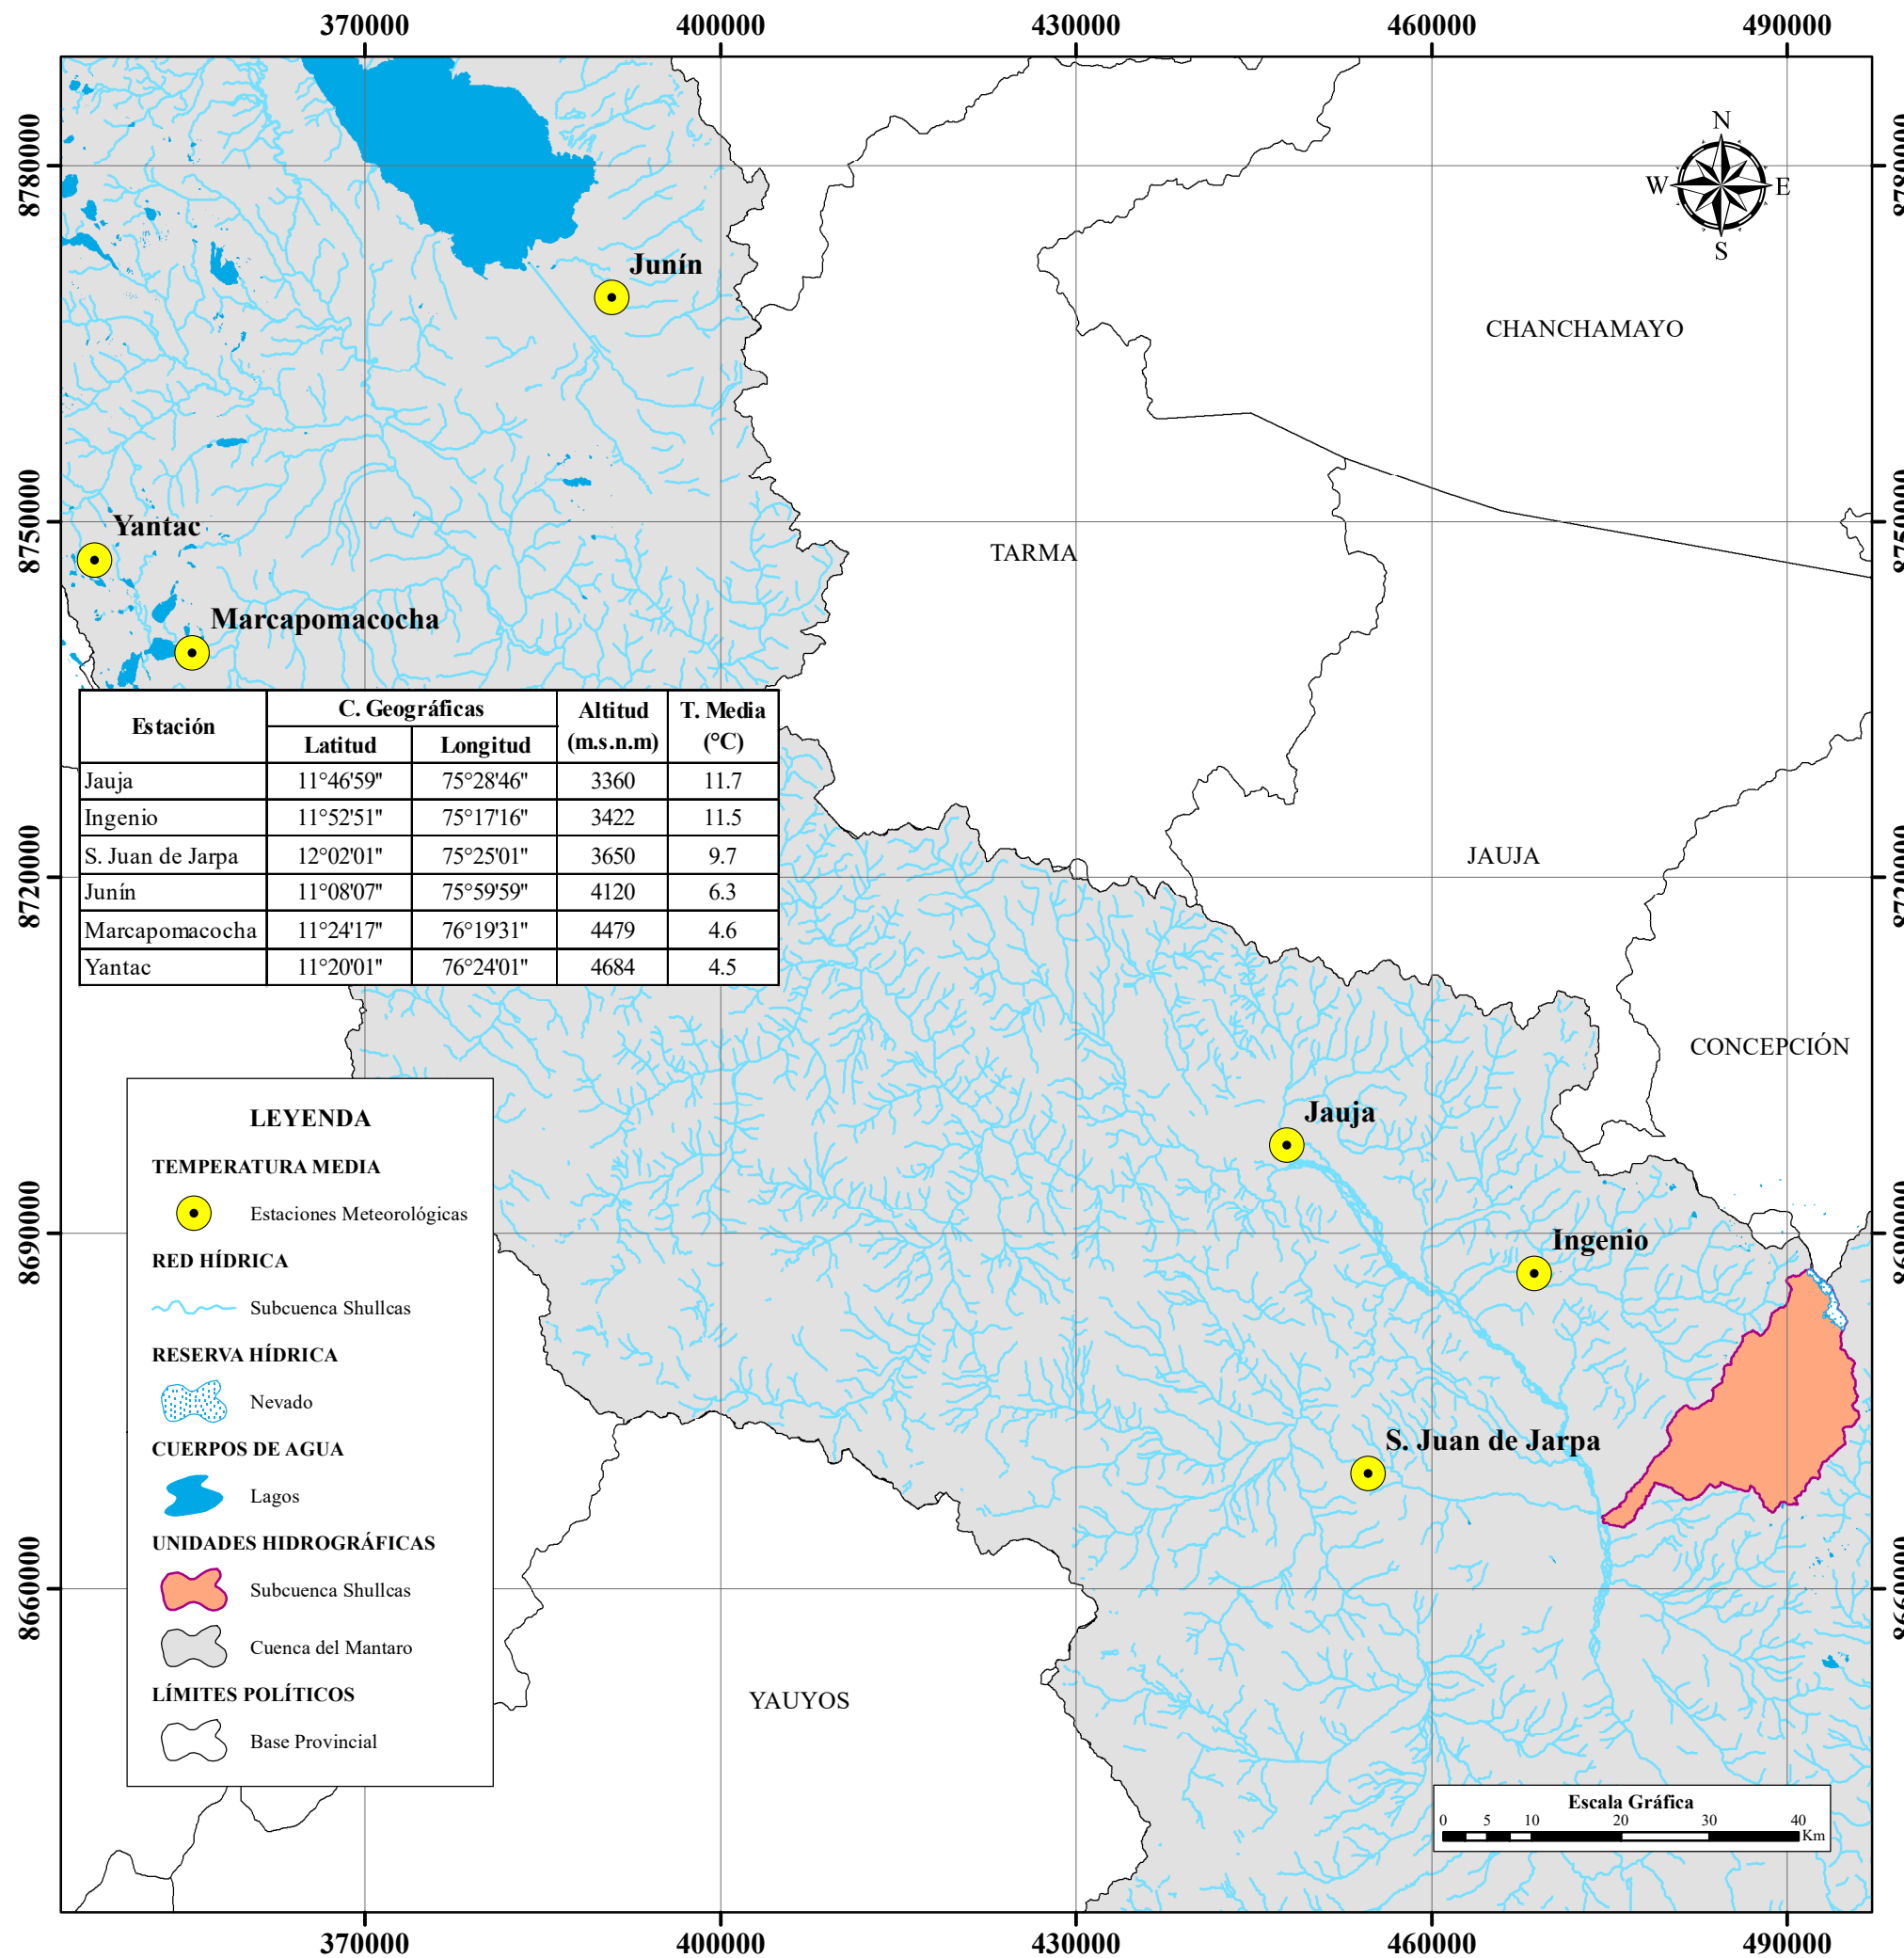 370000 400000 430000 460000 490000
8780000 8780000
N
W E
S
Junín
CHANCHAMAYO
8750000 8750000
Yantac
TARMA
Marcapomacocha
Estación C. Geográficas Altitud T. Media
Latitud Longitud (m.s.n.m) (°C)
Jauja 11°46'59" 75°28'46" 3360 11.7
Ingenio 11°52'51" 75°17'16" 3422 11.5
S. Juan de Jarpa 12°02'01" 75°25'01" 3650 9.7
Junín 11°08'07" 75°59'59" 4120 6.3
Marcapomacocha 11°24'17" 76°19'31" 4479 4.6
Yantac 11°20'01" 76°24'01" 4684 4.5
JAUJA
8720000 8720000
CONCEPCIÓN
LEYENDA
TEMPERATURA MEDIA
Estaciones Meteorológicas
RED HÍDRICA
Subcuenca Shullcas
RESERVA HÍDRICA
Nevado
CUERPOS DE AGUA
Lagos
UNIDADES HIDROGRÁFICAS
Subcuenca Shullcas
Cuenca del Mantaro
LÍMITES POLÍTICOS
Base Provincial
Jauja
8690000 8690000
Ingenio
S. Juan de Jarpa
8660000 8660000
YAUYOS
Escala Gráfica
0 5 10 20 30 40
Km
370000 400000 430000 460000 490000